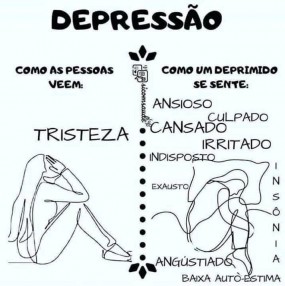 DEPRESSÃO
COMO AS PESSOAS
VEEM:
TRISTEZA
COMO UM DEPRIMIDO
SE SENTE:
ANSIOSO
CULPADO
CANSADO
IRRITADO
INDISPOSTO
EXAUSTO
INSÔNIA
ANGÚSTIADO
BAIXA AUTO-ESTIMA